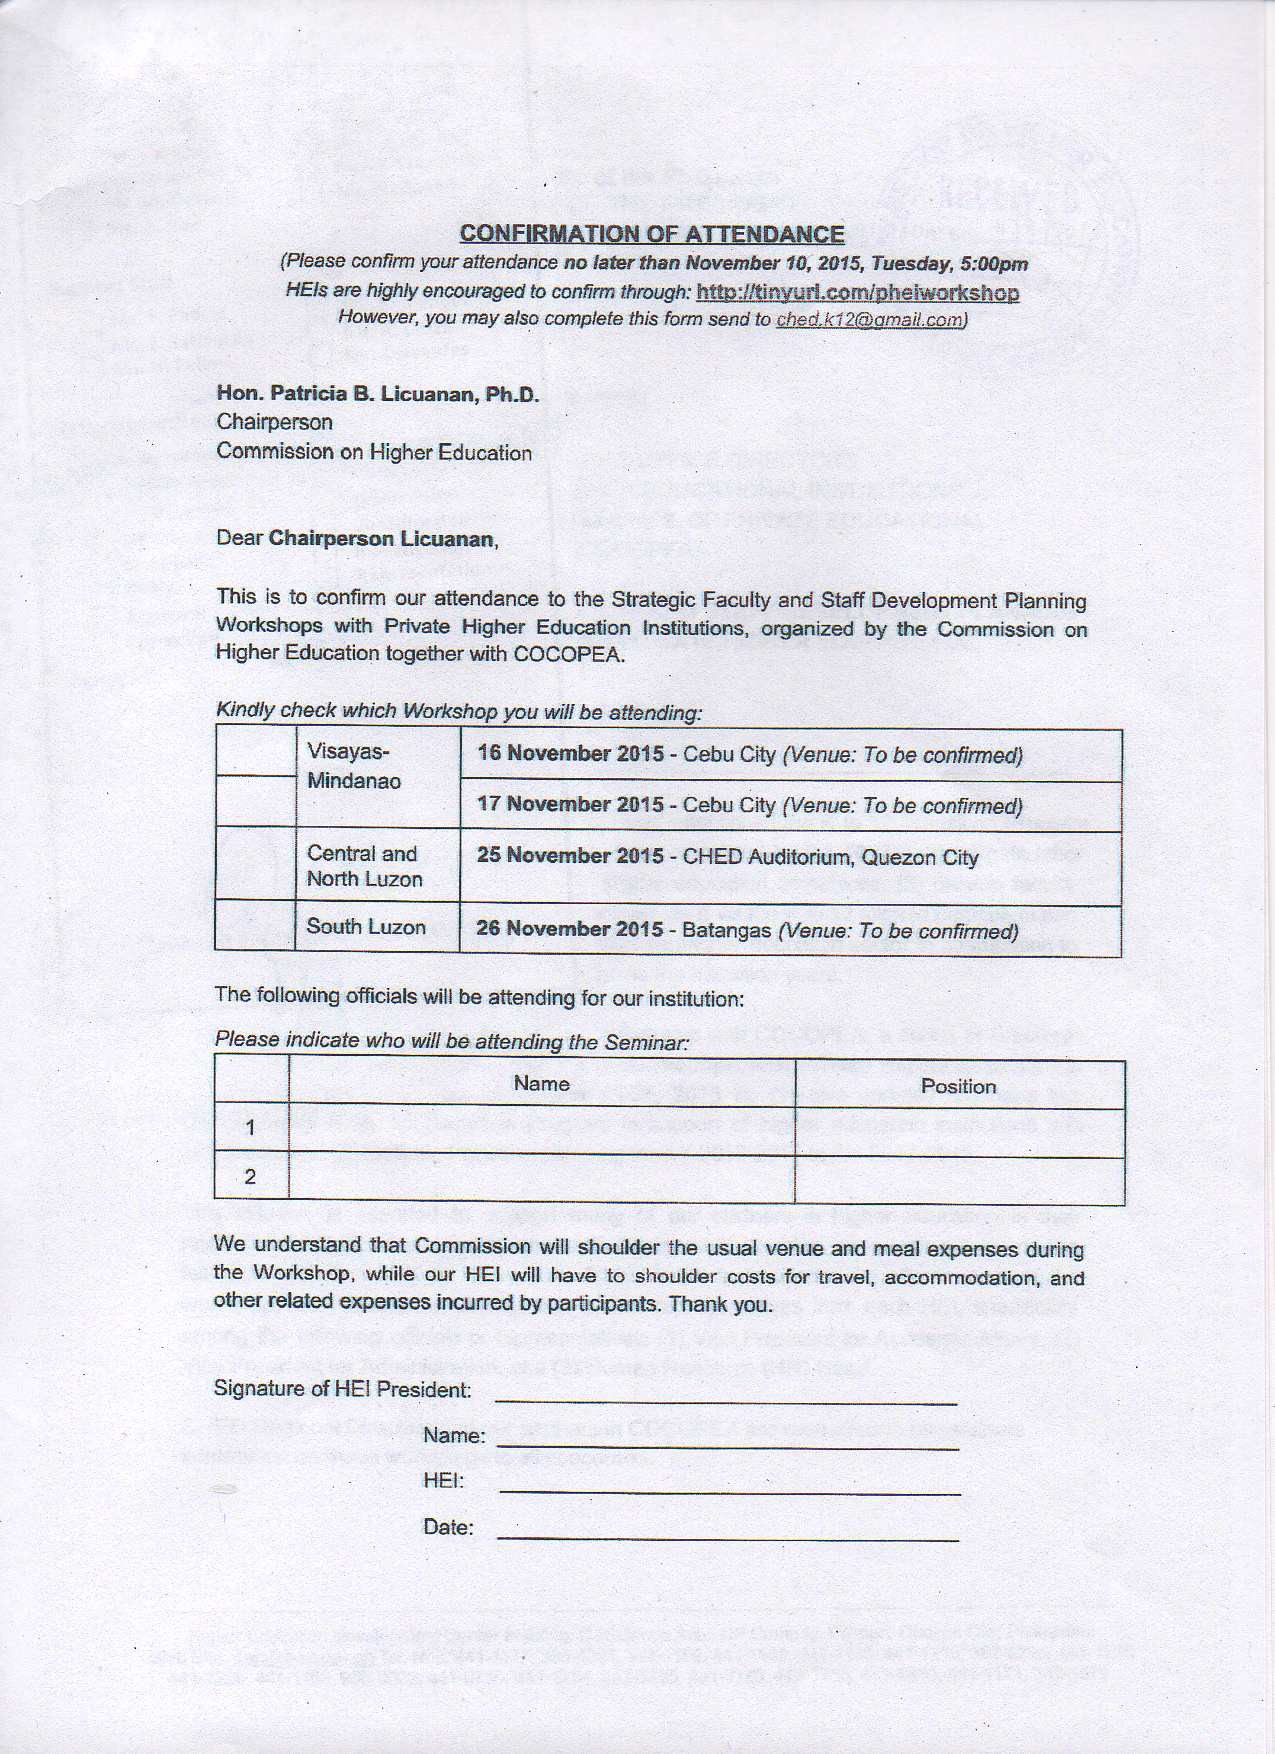 CONFIRMATION OF ATTENDANCE
(Please confirm your attendance no later than November 10, 2015, Tuesday, 5:00pm
HEIs are highly encouraged to confirm through: http://tinyurl.com/pheiworkshop
However, you may also complete this form send to ched.k12@gmail.com)
Hon. Patricia B. Licuanan, Ph.D.
Chairperson
Commission on Higher Education
Dear Chairperson Licuanan,
This is to confirm our attendance to the Strategic Faculty and Staff Development Planning
Workshops with Private Higher Education Institutions, organized by the Commission on
Higher Education together with COCOPEA.
Kindly check which Workshop you will be attending:
Visayas-
Mindanao
16 November 2015 - Cebu City (Venue: To be confirmed)
17 November 2015 - Cebu City (Venue: To be confirmed)
Central and
North Luzon
25 November 2015 - CHED Auditorium, Quezon City
South Luzon
26 November 2015 - Batangas (Venue: To be confirmed)
The following officials will be attending for our institution:
Please indicate who will be attending the Seminar:
Name Position
1
2
We understand that Commission will shoulder the usual venue and meal expenses during
the Workshop, while our HEI will have to shoulder costs for travel, accommodation, and
other related expenses incurred by participants. Thank you.
Signature of HEI President:
Name:
HEI:
Date: